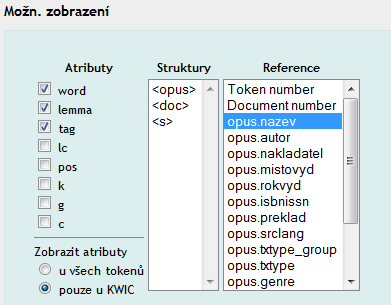 Možn. zobrazení
Atributy
word
lemma
tag
lc
pos
k
g
c
Zobrazit atributy
u všech tokenů
pouze u KWIC
Struktury
<opus>
<doc>
<s>
Reference
Token number
Document number
opus.nazev
opus.autor
opus.nakladatel
opus.mistovyd
opus.rokvyd
opus.isbnissn
opus.preklad
opus.srclang
opus.txtype_group
opus.txtype
opus.genre